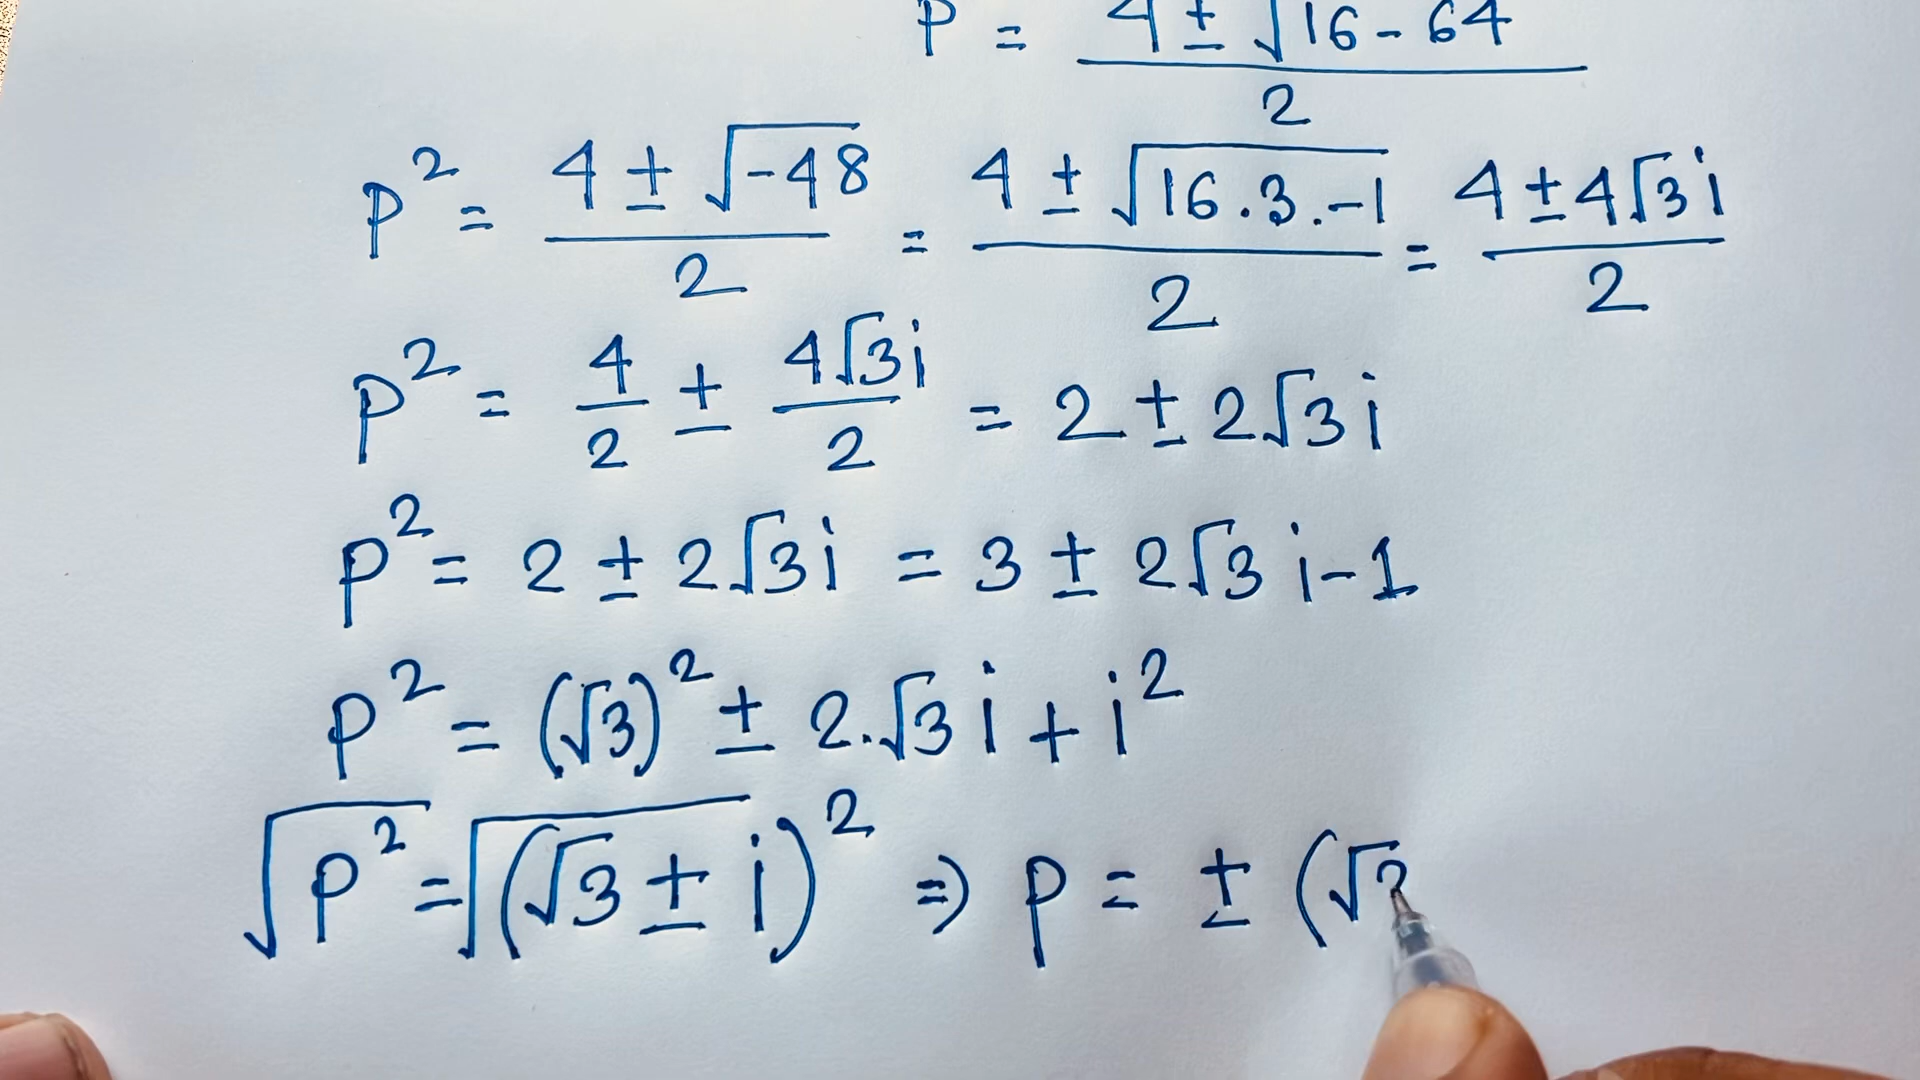 P = (4 ± √16 - 64)/2
P² = (4 ± √-48)/2 = (4 ± √16.3.-1)/2 = (4 ± 4√3 i)/2
P² = 4/2 ± 4√3 i/2 = 2 ± 2√3 i
P² = 2 ± 2√3 i = 3 ± 2√3 i - 1
P² = (√3)² ± 2.√3 i + i²
√P² = √(√3 ± i)² ⇒ P = ± (√3